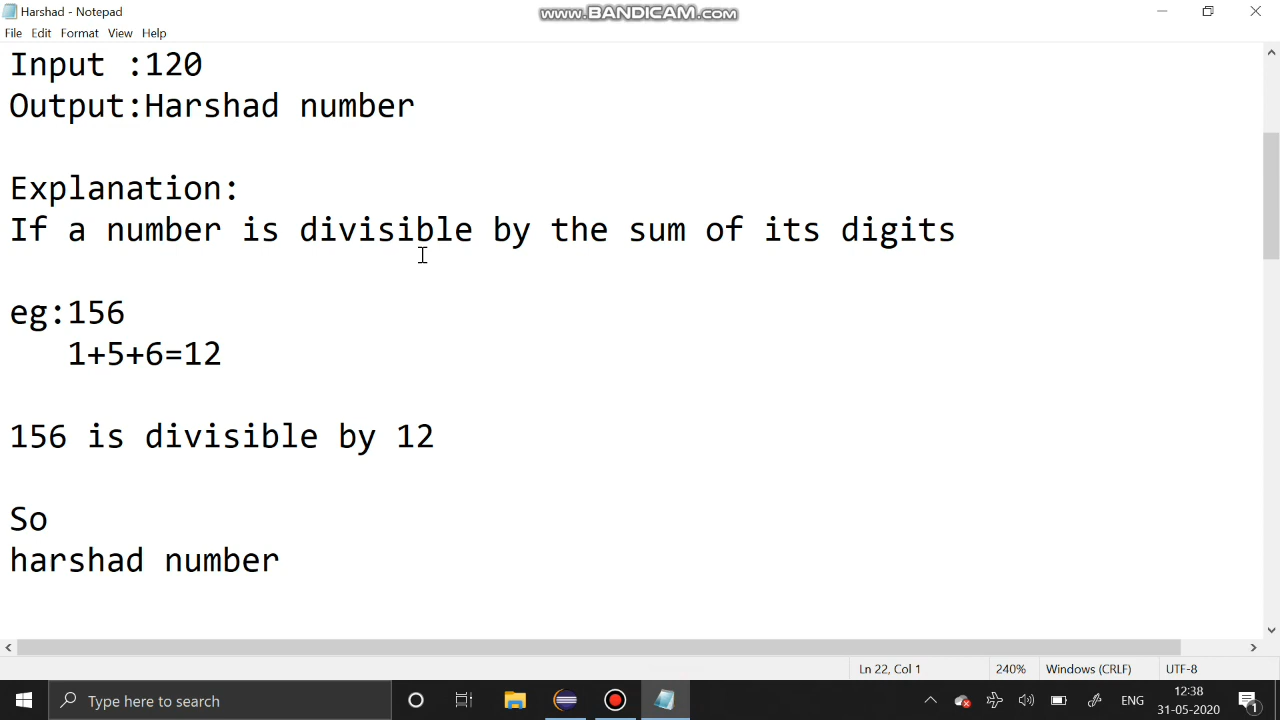 Harshad - Notepad
www.BANDICAM.com
File Edit Format View Help
Input :120
Output:Harshad number
Explanation:
If a number is divisible by the sum of its digits
eg:156
1+5+6=12
156 is divisible by 12
So
harshad number
Ln 22, Col 1
240%
Windows (CRLF)
UTF-8
Type here to search
ENG
12:38
31-05-2020
1